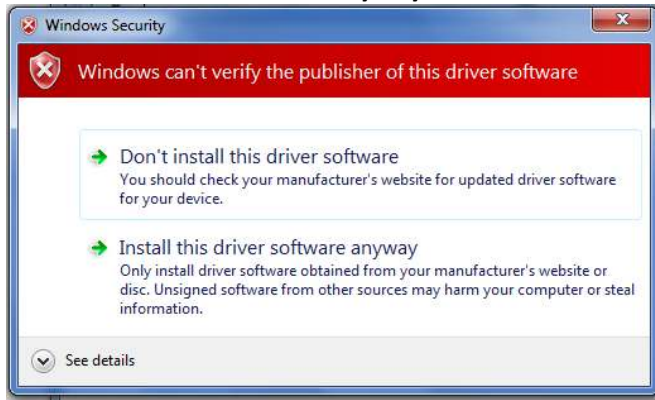 Windows Security
Windows can't verify the publisher of this driver software
Don't install this driver software
You should check your manufacturer's website for updated driver software
for your device.
Install this driver software anyway
Only install driver software obtained from your manufacturer's website or
disc. Unsigned software from other sources may harm your computer or steal
information.
See details